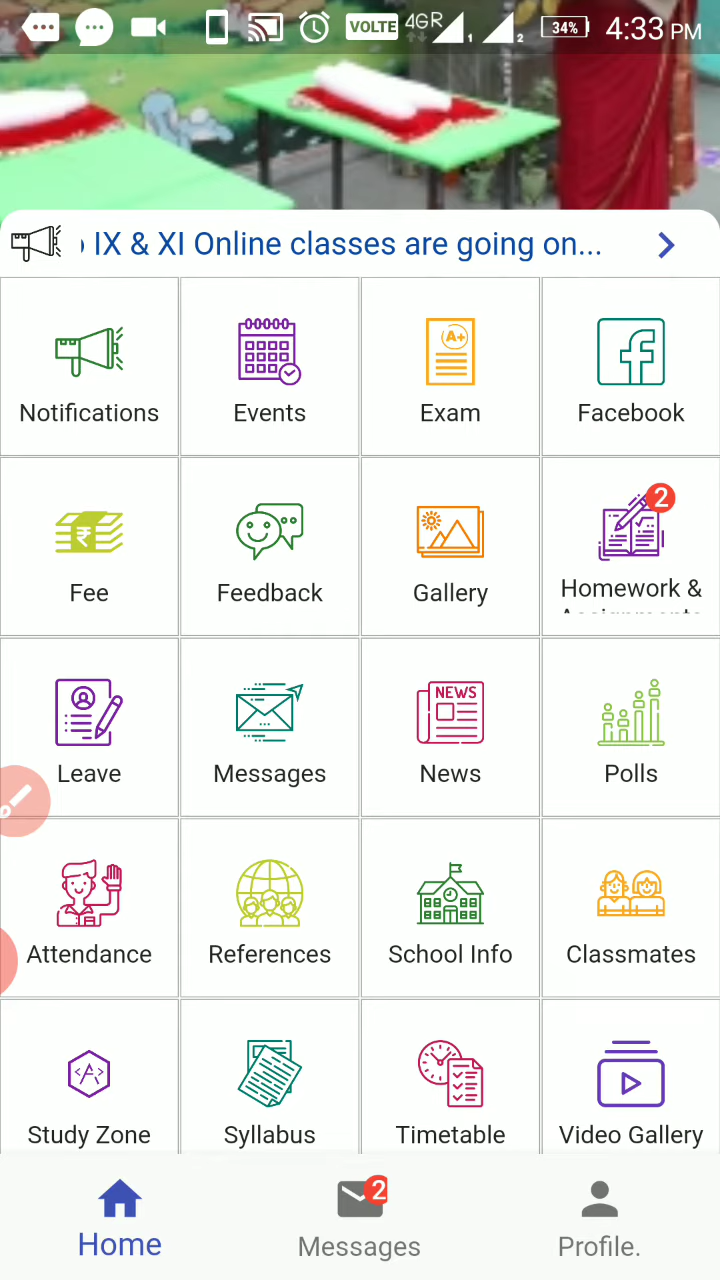 VOLTE 4G R 1 2 34% 4:33 PM
IX & XI Online classes are going on...
A+
Notifications Events Exam Facebook
₹
2
Fee Feedback Gallery Homework &
NEWS
Leave Messages News Polls
Attendance References School Info Classmates
<A>
Study Zone Syllabus Timetable Video Gallery
2
Home Messages Profile.